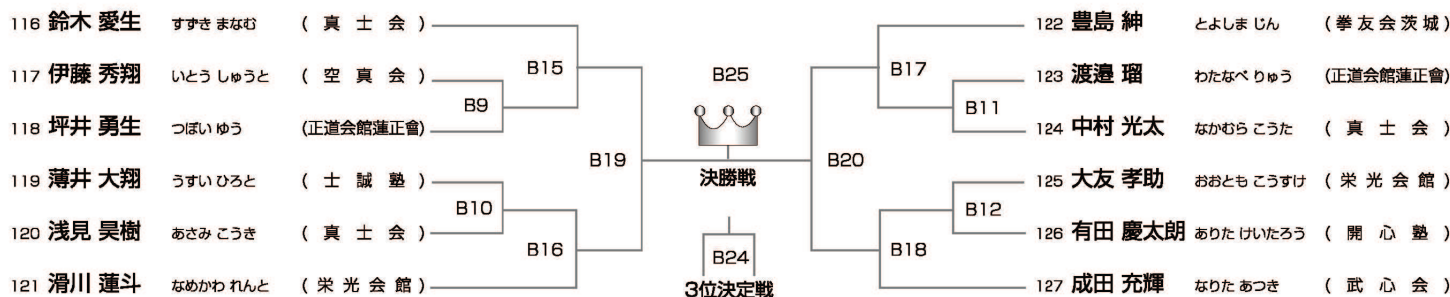 116 鈴木 愛生 すずき まなむ (真士会)
117 伊藤 秀翔 いとう しゅうと (空真会)
118 坪井 勇生 つぼい ゆう (正道会館蓮正會)
119 薄井 大翔 うすい ひろと (士誠塾)
120 浅見 昊樹 あさみ こうき (真士会)
121 滑川 蓮斗 なめかわ れんと (栄光会館)
B15
B9
B10
B16
B19
B25
決勝戦
B24
3位決定戦
B20
B17
B11
B12
B18
122 豊島 紳 とよしま じん (拳友会茨城)
123 渡邉 瑠 わたなべ りゅう (正道会館蓮正會)
124 中村 光太 なかむら こうた (真士会)
125 大友 孝助 おおとも こうすけ (栄光会館)
126 有田 慶太朗 ありた けいたろう (開心塾)
127 成田 充輝 なりた あつき (武心会)